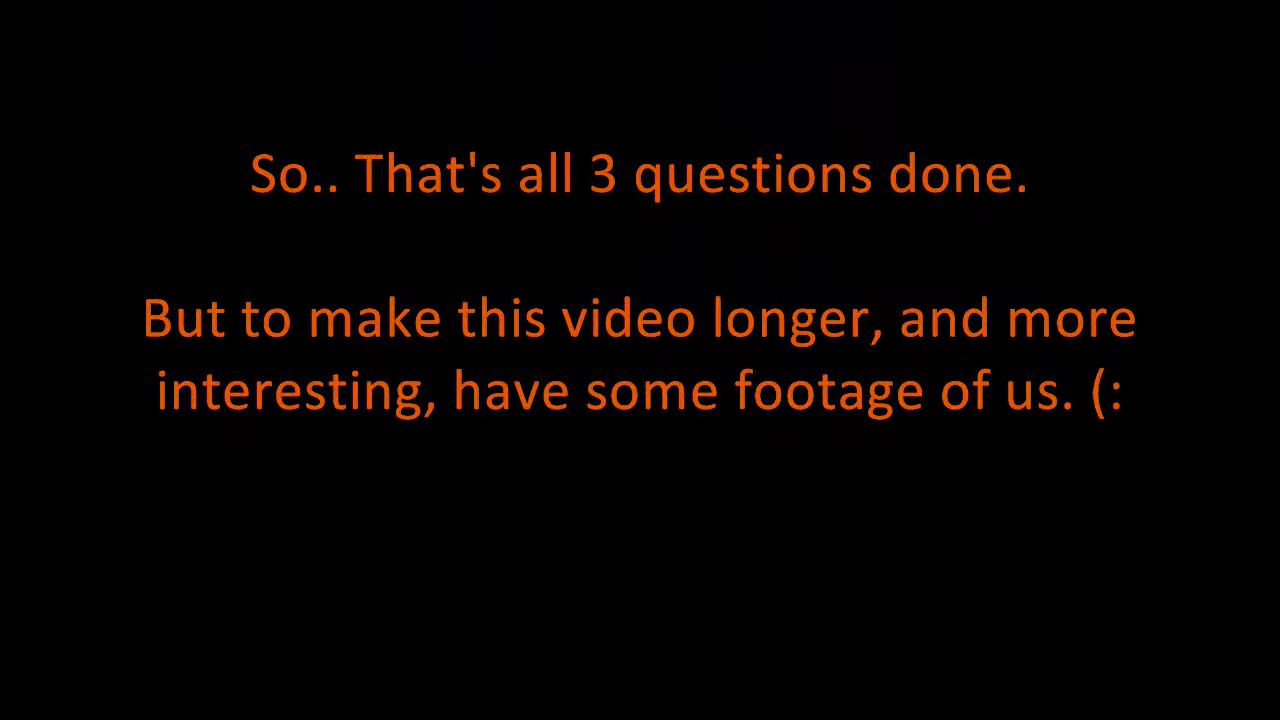 So.. That's all 3 questions done.
But to make this video longer, and more
interesting, have some footage of us. (: